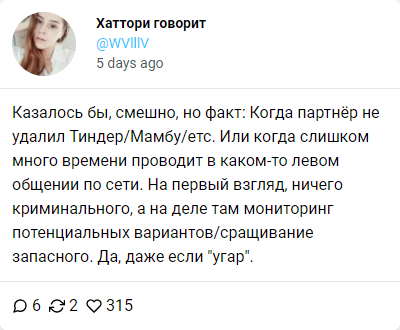 Хаттори говорит
@WVlllV
5 days ago
Казалось бы, смешно, но факт: Когда партнёр не
удалил Тиндер/Мамбу/етс. Или когда слишком
много времени проводит в каком-то левом
общении по сети. На первый взгляд, ничего
криминального, а на деле там мониторинг
потенциальных вариантов/сращивание
запасного. Да, даже если "угар".
6 2 315